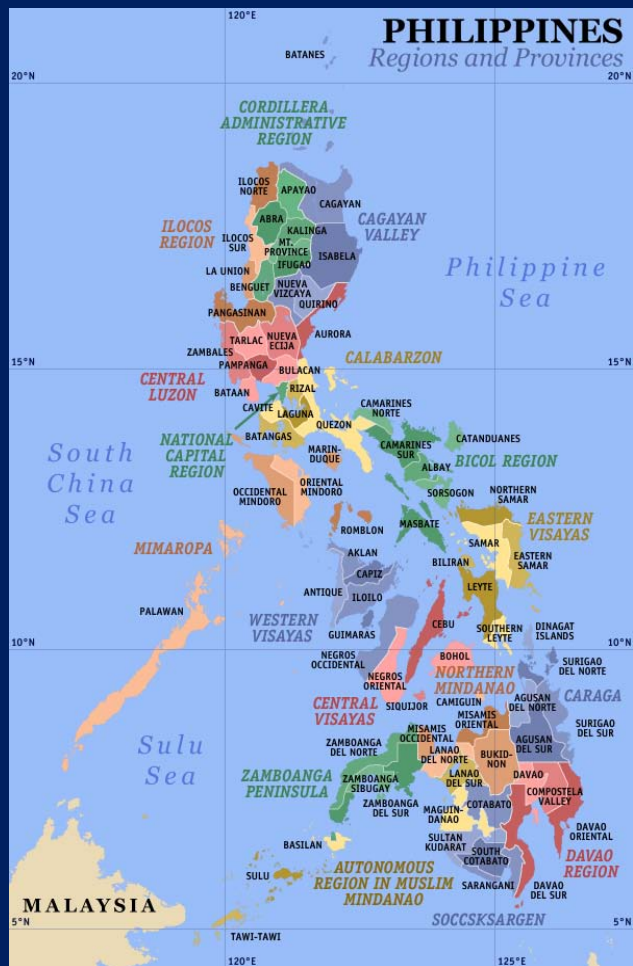 120°E
PHILIPPINES
Regions and Provinces
BATANES
20°N
20°N
CORDILLERA
ADMINISTRATIVE
REGION
ILOCOS
NORTE
APAYAO
CAGAYAN
ILOCOS
REGION
ABRA
KALINGA
CAGAYAN
VALLEY
ILOCOS
SUR
MT.
PROVINCE
IFUGAO
ISABELA
LA UNION
BENGUET
NUEVA
VIZCAYA
QUIRINO
Philippine
Sea
PANGASINAN
TARLAC
NUEVA
ECIJA
AURORA
ZAMBALES
PAMPANGA
BULACAN
CALABARZON
15°N
15°N
CENTRAL
LUZON
BATAAN
RIZAL
CAVITE
LAGUNA
QUEZON
CAMARINES
NORTE
NATIONAL
CAPITAL
REGION
BATANGAS
MARIN-
DUQUE
CAMARINES
SUR
CATANDUANES
ALBAY
BICOL REGION
South
China
Sea
OCCIDENTAL
MINDORO
ORIENTAL
MINDORO
SORSOGON
NORTHERN
SAMAR
ROMBLON
MASBATE
EASTERN
VISAYAS
MIMAROPA
AKLAN
SAMAR
BILIRAN
EASTERN
SAMAR
CAPIZ
ANTIQUE
ILOILO
LEYTE
PALAWAN
WESTERN
VISAYAS
GUIMARAS
CEBU
SOUTHERN
LEYTE
DINAGAT
ISLANDS
10°N
10°N
NEGROS
OCCIDENTAL
BOHOL
SURIGAO
DEL NORTE
NEGROS
ORIENTAL
NORTHERN
MINDANAO
CARAGA
CENTRAL
VISAYAS
SIQUIJOR
CAMIGUIN
AGUSAN
DEL NORTE
MISAMIS
ORIENTAL
SURIGAO
DEL SUR
Sulu
Sea
MISAMIS
OCCIDENTAL
ZAMBOANGA
DEL NORTE
LANAO
DEL NORTE
BUKID-
NON
AGUSAN
DEL SUR
ZAMBOANGA
PENINSULA
ZAMBOANGA
SIBUGAY
LANAO
DEL SUR
DAVAO
COMPOSTELA
VALLEY
ZAMBOANGA
DEL SUR
MAGUIN-
DANAO
COTABATO
DAVAO
ORIENTAL
BASILAN
SULTAN
KUDARAT
SOUTH
COTABATO
DAVAO
REGION
SULU
AUTONOMOUS
REGION IN MUSLIM
MINDANAO
SARANGANI
DAVAO
DEL SUR
MALAYSIA
SOCCSKSARGEN
5°N
5°N
TAWI-TAWI
120°E
125°E